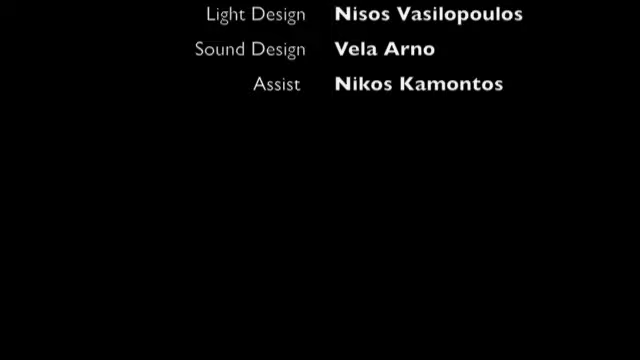 Light Design Nisos Vasilopoulos
Sound Design Vela Arno
Assist Nikos Kamontos